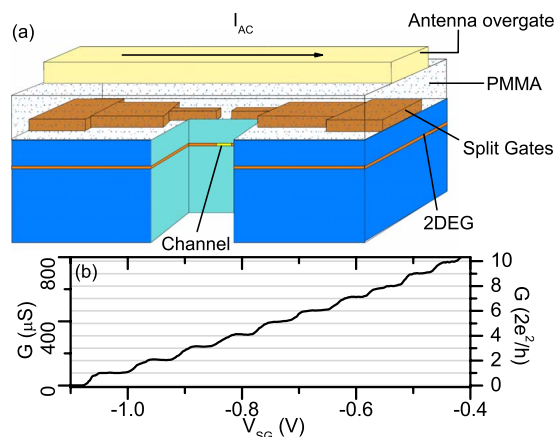 (a)
I_AC
Antenna overgate
PMMA
Split Gates
2DEG
Channel
(b)
G (μS)
800
400
0
G (2e²/h)
10
8
6
4
2
0
-1.0
-0.8
-0.6
-0.4
V_SG (V)